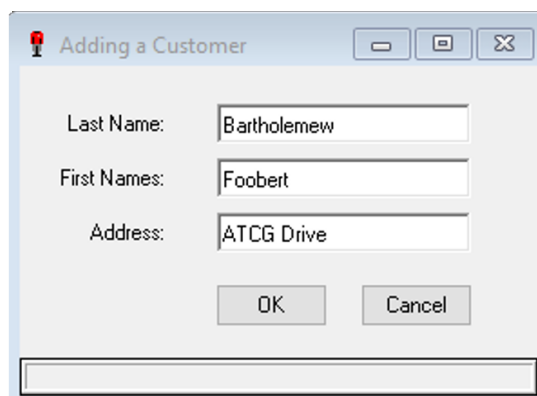 Adding a Customer
Last Name: Bartholemew
First Names: Foobert
Address: ATCG Drive
OK Cancel